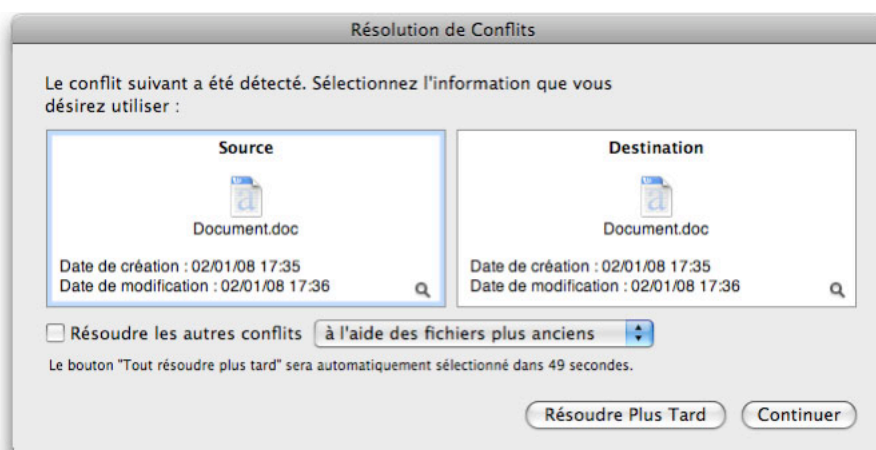 Résolution de Conflits
Le conflit suivant a été détecté. Sélectionnez l'information que vous
désirez utiliser :
Source
Document.doc
Date de création : 02/01/08 17:35
Date de modification : 02/01/08 17:36
Destination
Document.doc
Date de création : 02/01/08 17:35
Date de modification : 02/01/08 17:36
Résoudre les autres conflits à l'aide des fichiers plus anciens
Le bouton "Tout résoudre plus tard" sera automatiquement sélectionné dans 49 secondes.
Résoudre Plus Tard Continuer